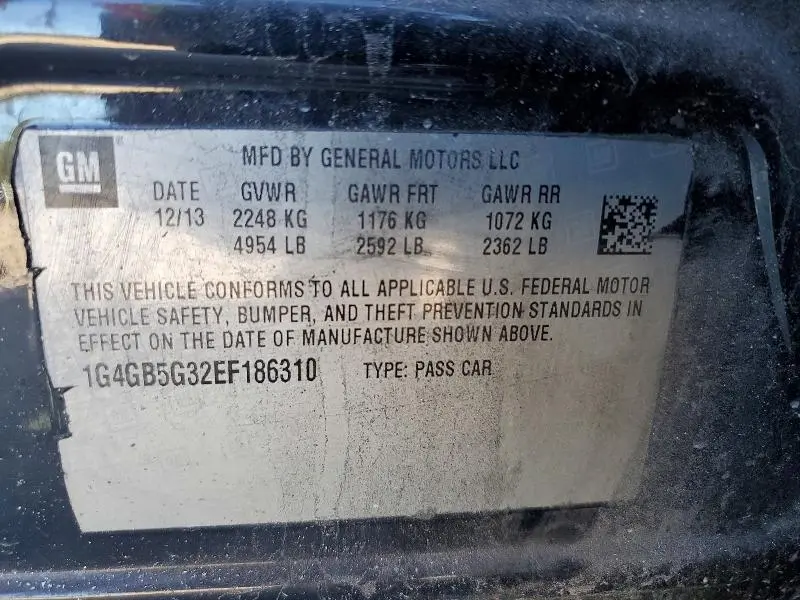 GM
MFD BY GENERAL MOTORS LLC
DATE GVWR GAWR FRT GAWR RR
12/13 2248 KG 1176 KG 1072 KG
4954 LB 2592 LB 2362 LB
THIS VEHICLE CONFORMS TO ALL APPLICABLE U.S. FEDERAL MOTOR
VEHICLE SAFETY, BUMPER, AND THEFT PREVENTION STANDARDS IN
EFFECT ON THE DATE OF MANUFACTURE SHOWN ABOVE.
1G4GB5G32EF186310 TYPE: PASS CAR